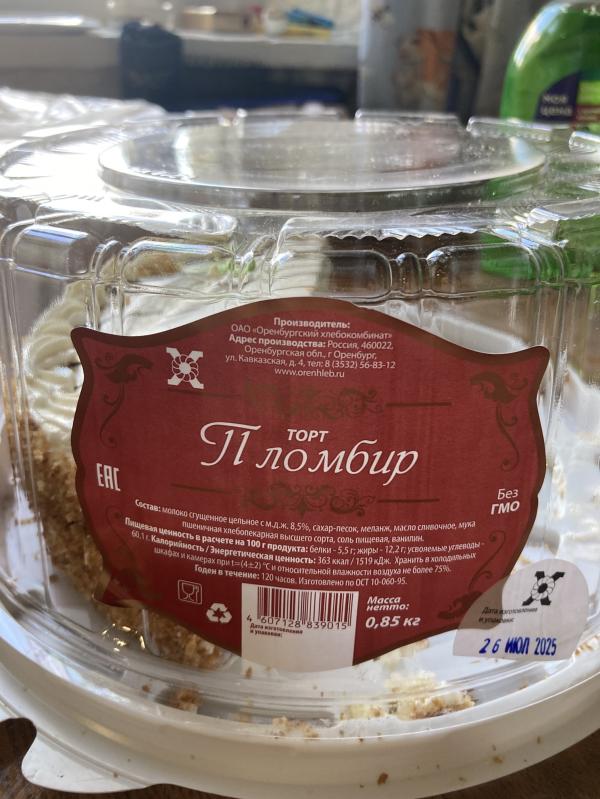 моя
цена
Производитель:
ОАО «Оренбургский хлебокомбинат»
Адрес производства: Россия, 460022,
Оренбургская обл., г Оренбург,
ул. Кавказская, д. 4, тел: 8 (3532) 56-83-12
www.orenhleb.ru
ТОРТ
Пломбир
EAC
Без
ГМО
Состав: молоко сгущенное цельное с м.д.ж. 8,5%, сахар-песок, меланж, масло сливочное, мука
пшеничная хлебопекарная высшего сорта, соль пищевая, ванилин.
Пищевая ценность в расчете на 100 г продукта: белки - 5,5 г; жиры - 12,2 г; усвояемые углеводы -
60.1 г. Калорийность / Энергетическая ценность: 363 ккал / 1519 кДж. Хранить в холодильных
шкафах и камерах при t=(4±2) °С и относительной влажности воздуха не более 75%.
Годен в течение: 120 часов. Изготовлено по ОСТ 10-060-95.
4 607128 839015
Дата изготовления
и упаковки:
Масса
нетто:
0,85 кг
Дата изготовления
и упаковки:
26 ИЮЛ 2025